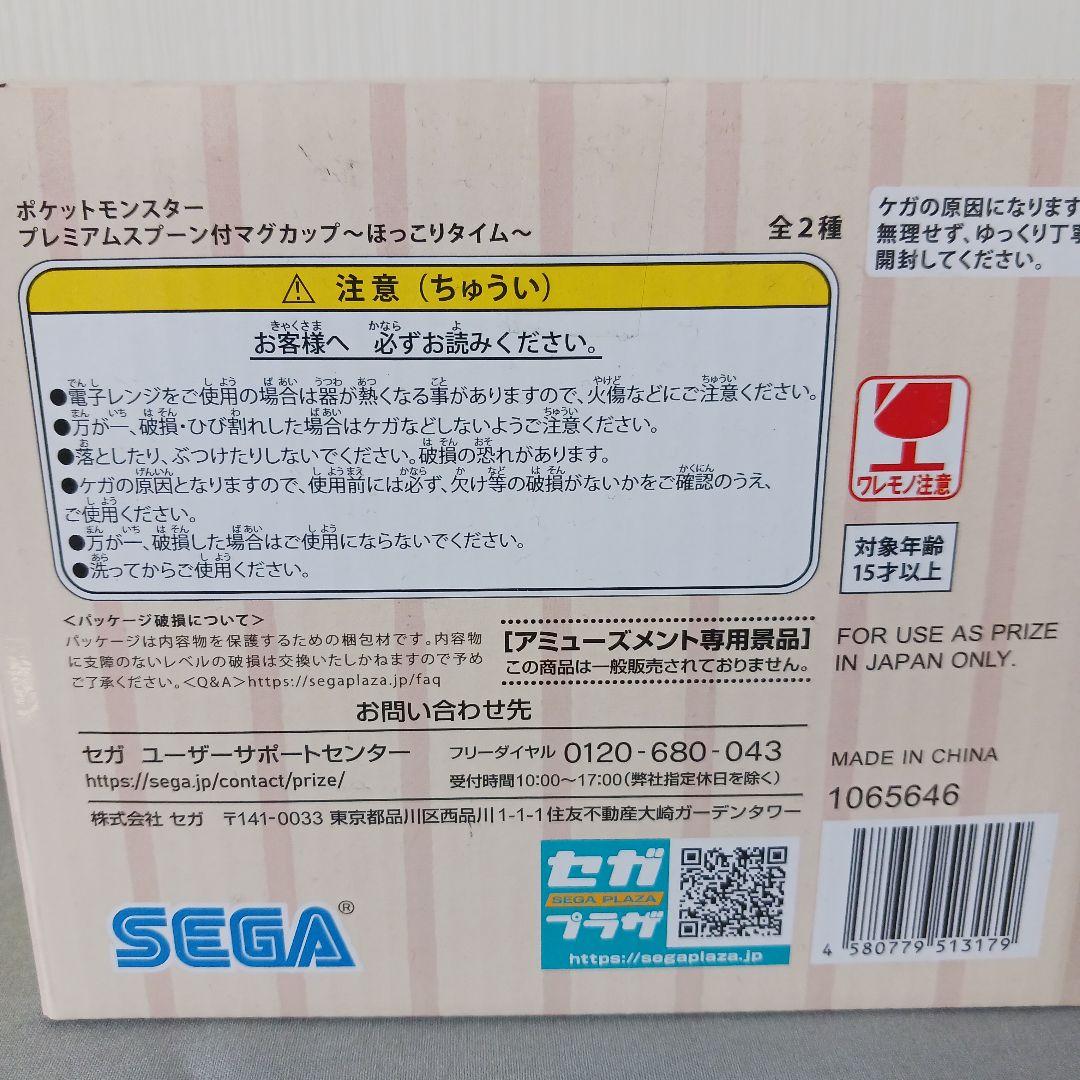 ポケットモンスター
プレミアムスプーン付マグカップ～ほっこりタイム～
全2種
ケガの原因になります
無理せず、ゆっくり丁寧
開封してください。
注意(ちゅうい)
お客様へ 必ずお読みください。
●電子レンジをご使用の場合は器が熱くなる事がありますので、火傷などにご注意ください。
●万が一、破損・ひび割れした場合はケガなどしないようご注意ください。
●落としたり、ぶつけたりしないでください。破損の恐れがあります。
●ケガの原因となりますので、使用前には必ず、欠け等の破損がないかをご確認のうえ、
ご使用ください。
●万が一、破損した場合はご使用にならないでください。
●洗ってからご使用ください。
ワレモノ注意
対象年齢
15才以上
<パッケージ破損について>
パッケージは内容物を保護するための梱包材です。内容物
に支障のないレベルの破損は交換いたしかねますので予め
ご了承ください。<Q&A>https://segaplaza.jp/faq
[アミューズメント専用景品]
この商品は一般販売されておりません。
FOR USE AS PRIZE
IN JAPAN ONLY.
お問い合わせ先
セガ ユーザーサポートセンター
https://sega.jp/contact/prize/
フリーダイヤル 0120-680-043
受付時間10:00～17:00(弊社指定休日を除く)
株式会社 セガ 〒141-0033 東京都品川区西品川1-1-1住友不動産大崎ガーデンタワー
MADE IN CHINA
1065646
SEGA®
セガ
SEGA PLAZA
プラザ
https://segaplaza.jp
4 580779 513179